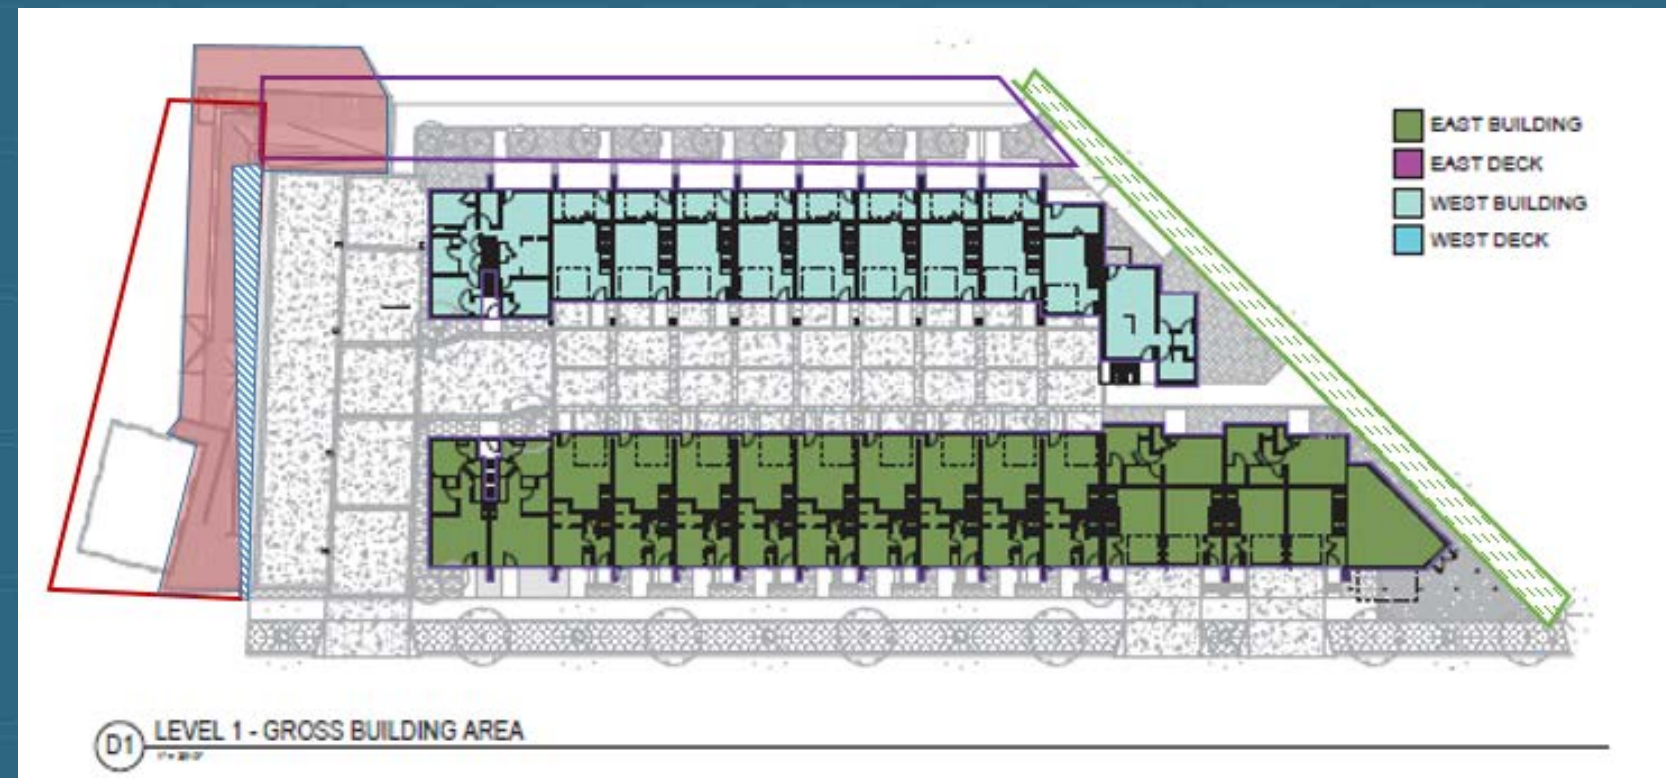 EAST BUILDING
EAST DECK
WEST BUILDING
WEST DECK
D1
LEVEL 1 - GROSS BUILDING AREA